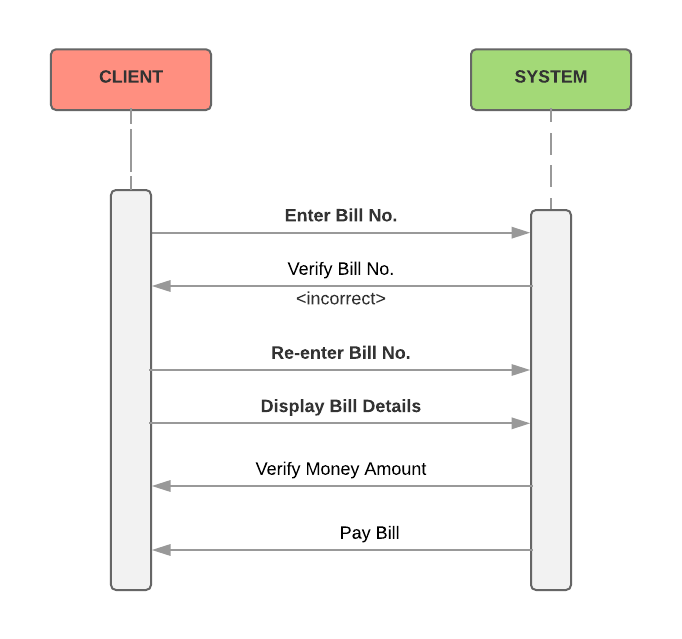 CLIENT
SYSTEM
Enter Bill No.
Verify Bill No.
<incorrect>
Re-enter Bill No.
Display Bill Details
Verify Money Amount
Pay Bill